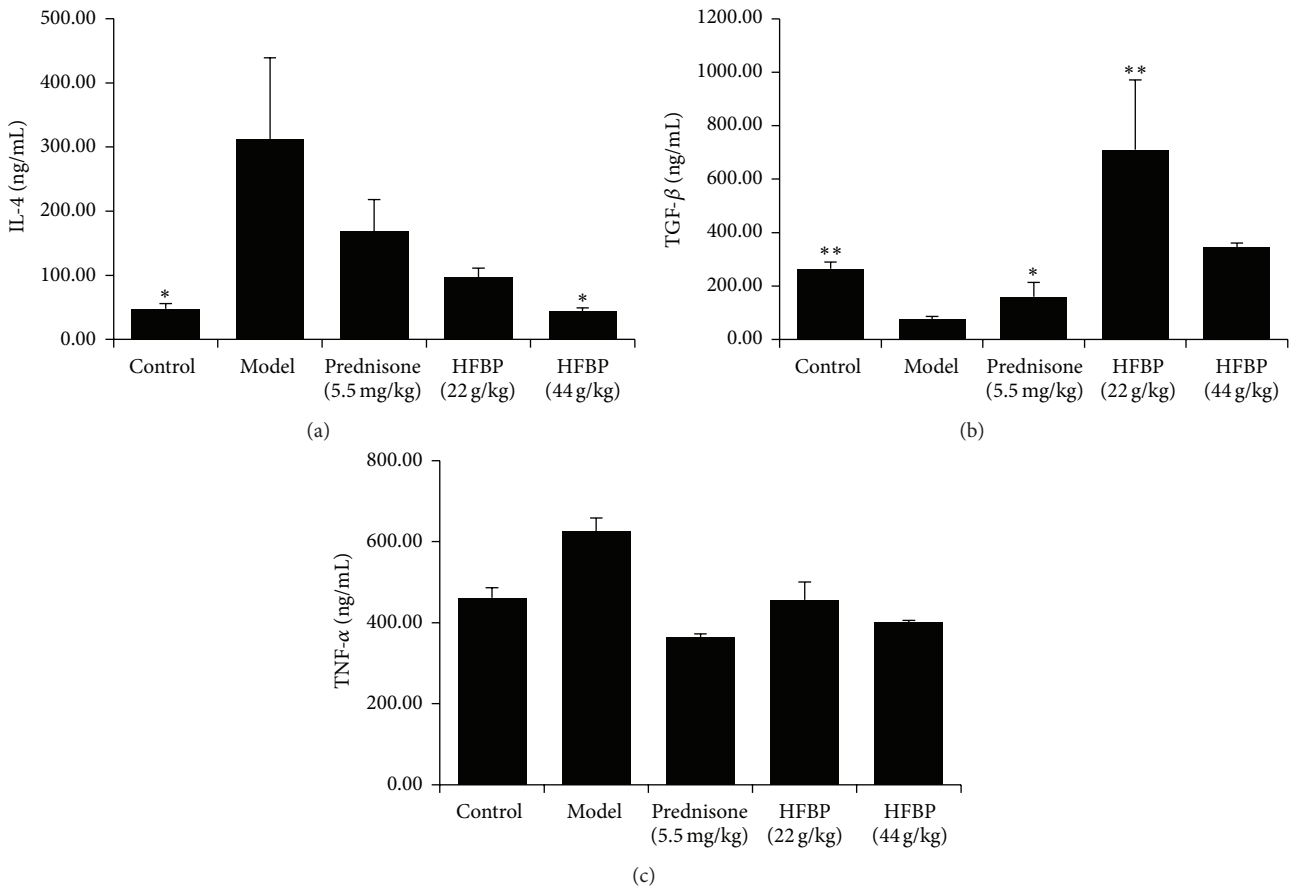 500.00
400.00
300.00
200.00
100.00
0.00
IL-4 (ng/mL)
*
*
Control
Model
Prednisone
(5.5 mg/kg)
HFBP
(22 g/kg)
HFBP
(44 g/kg)
(a)
1200.00
1000.00
800.00
600.00
400.00
200.00
0.00
TGF-β (ng/mL)
**
*
**
Control
Model
Prednisone
(5.5 mg/kg)
HFBP
(22 g/kg)
HFBP
(44 g/kg)
(b)
800.00
600.00
400.00
200.00
0.00
TNF-α (ng/mL)
Control
Model
Prednisone
(5.5 mg/kg)
HFBP
(22 g/kg)
HFBP
(44 g/kg)
(c)